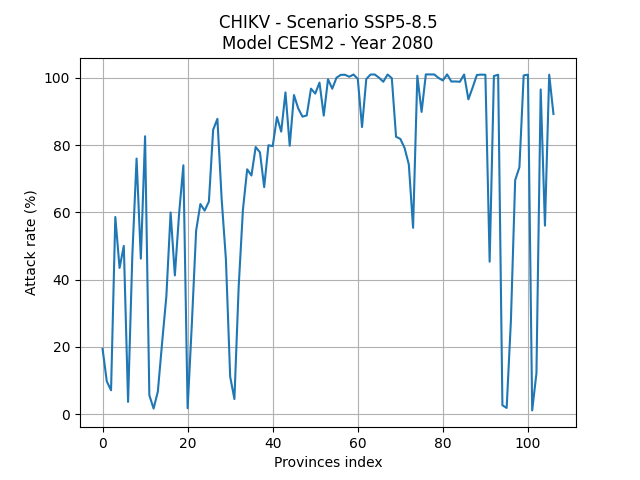 CHIKV - Scenario SSP5-8.5
Model CESM2 - Year 2080
100
80
60
40
20
0
Attack rate (%)
0 20 40 60 80 100
Provinces index